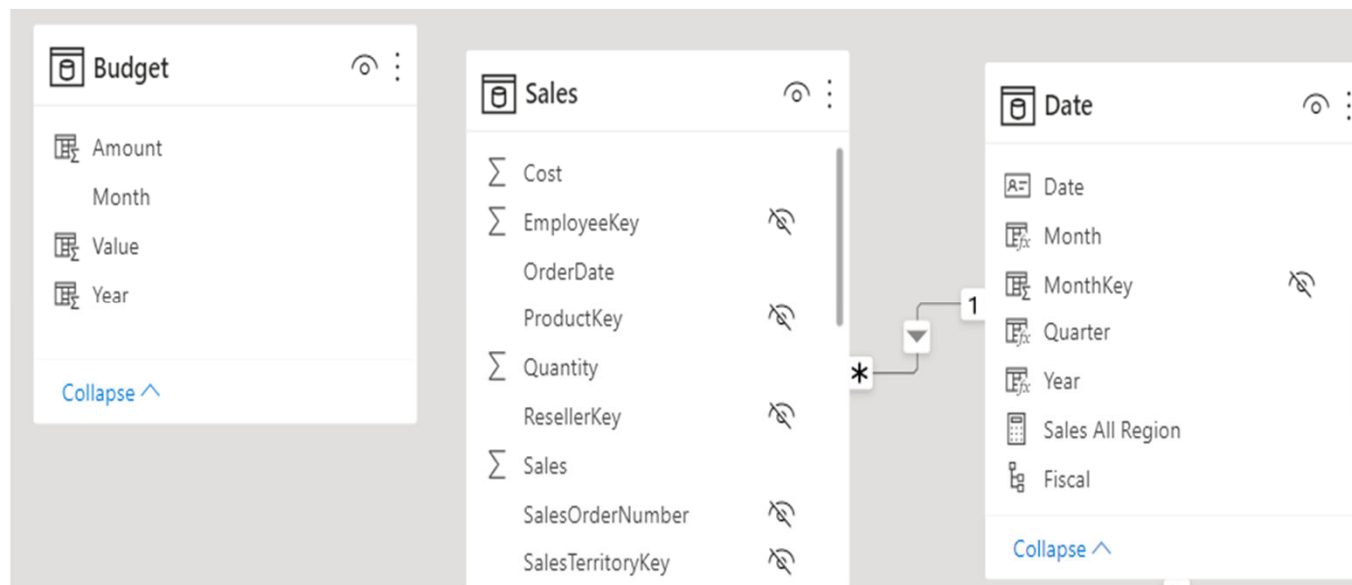 Budget
Amount
Month
Value
Year
Collapse
Sales
Cost
EmployeeKey
OrderDate
ProductKey
Quantity
ResellerKey
Sales
SalesOrderNumber
SalesTerritoryKey
*
1
Date
Date
Month
MonthKey
Quarter
Year
Sales All Region
Fiscal
Collapse